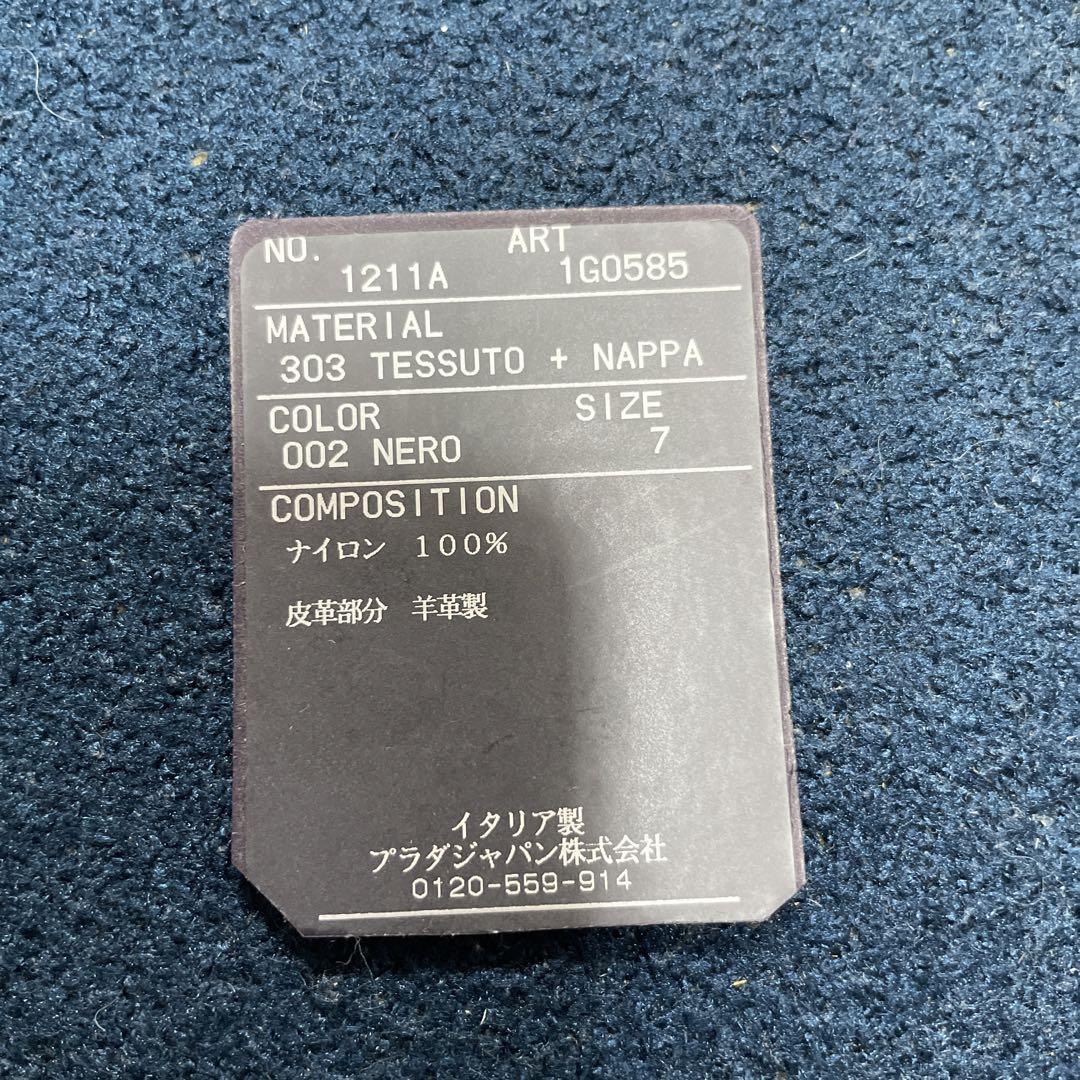 NO. ART
1211A 1G0585
MATERIAL
303 TESSUTO + NAPPA
COLOR SIZE
002 NERO 7
COMPOSITION
ナイロン 100%
皮革部分 羊革製
イタリア製
プラダジャパン株式会社
0120-559-914